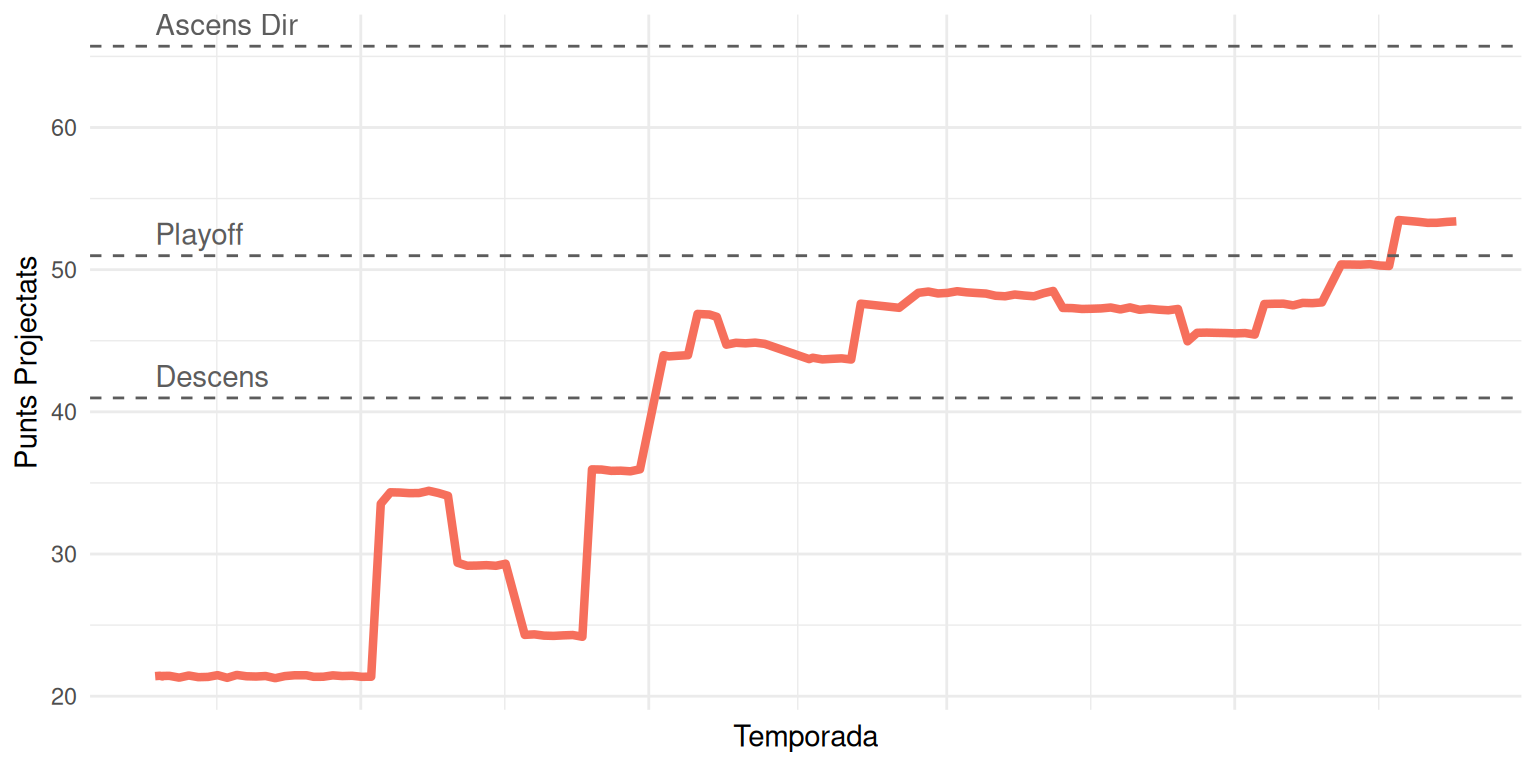 Ascens Dir
60
Playoff
50
Descens
40
30
20
Punts Projectats
Temporada